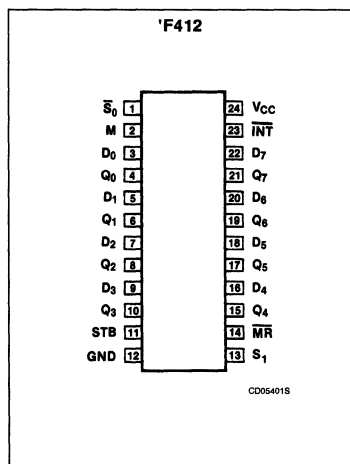 'F412
S̅₀ 1
M 2
D₀ 3
Q₀ 4
D₁ 5
Q₁ 6
D₂ 7
Q₂ 8
D₃ 9
Q₃ 10
STB 11
GND 12
24 VCC
23 I̅N̅T̅
22 D₇
21 Q₇
20 D₆
19 Q₆
18 D₅
17 Q₅
16 D₄
15 Q₄
14 M̅R̅
13 S₁
CD05401S